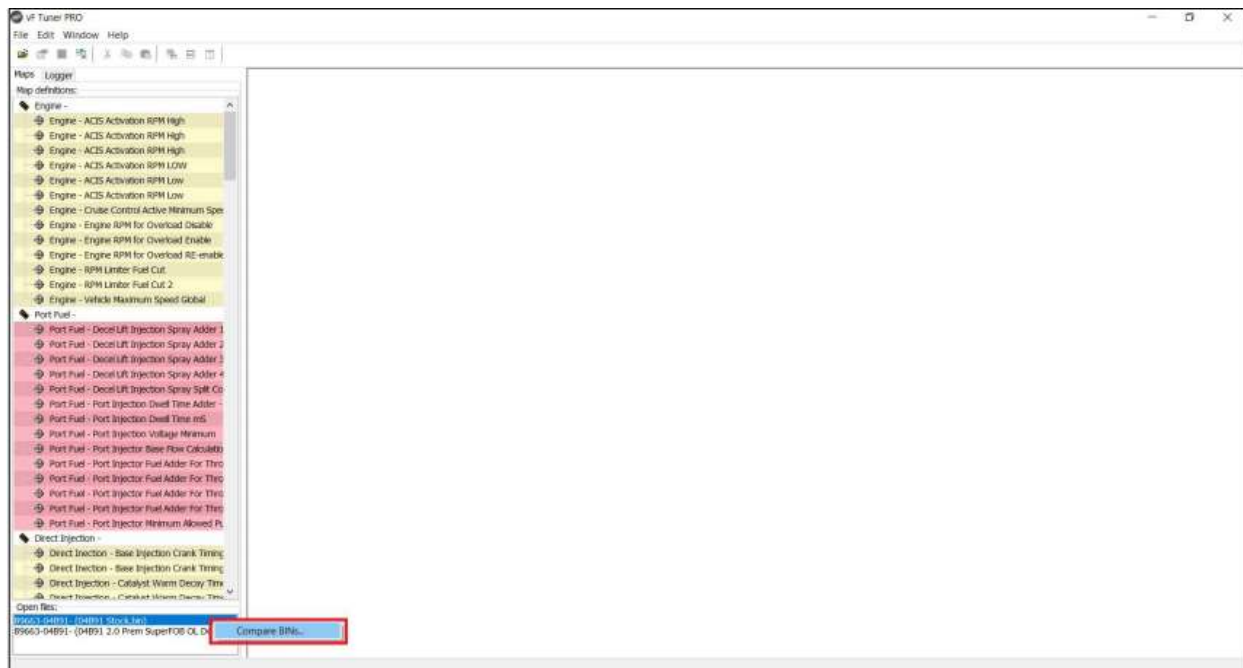 vF Tuner PRO
File Edit Window Help
Maps Logger
Map definitions:
Engine -
Engine - ACIS Activation RPM High
Engine - ACIS Activation RPM High
Engine - ACIS Activation RPM High
Engine - ACIS Activation RPM LOW
Engine - ACIS Activation RPM Low
Engine - ACIS Activation RPM Low
Engine - Cruise Control Active Minimum Spee
Engine - Engine RPM for Overload Disable
Engine - Engine RPM for Overload Enable
Engine - Engine RPM for Overload RE-enable
Engine - RPM Limiter Fuel Cut
Engine - RPM Limiter Fuel Cut 2
Engine - Vehicle Maximum Speed Global
Port Fuel -
Port Fuel - Decel Lift Injection Spray Adder 1
Port Fuel - Decel Lift Injection Spray Adder 2
Port Fuel - Decel Lift Injection Spray Adder 3
Port Fuel - Decel Lift Injection Spray Adder 4
Port Fuel - Decel Lift Injection Spray Split Co
Port Fuel - Port Injection Dwell Time Adder -
Port Fuel - Port Injection Dwell Time mS
Port Fuel - Port Injection Voltage Minimum
Port Fuel - Port Injector Base Flow Calculatio
Port Fuel - Port Injector Fuel Adder For Thro
Port Fuel - Port Injector Fuel Adder For Thro
Port Fuel - Port Injector Fuel Adder For Thro
Port Fuel - Port Injector Fuel Adder For Thro
Port Fuel - Port Injector Minimum Allowed Pu
Direct Injection -
Direct Inection - Base Injection Crank Timing
Direct Inection - Base Injection Crank Timing
Direct Injection - Catalyst Warm Decay Time
Direct Injection - Catalyst Warm Decay Time
Open files:
89663-04B91- (04B91 Stock.bin)
89663-04B91- (04B91 2.0 Prem SuperFOB OL D
Compare BINs..